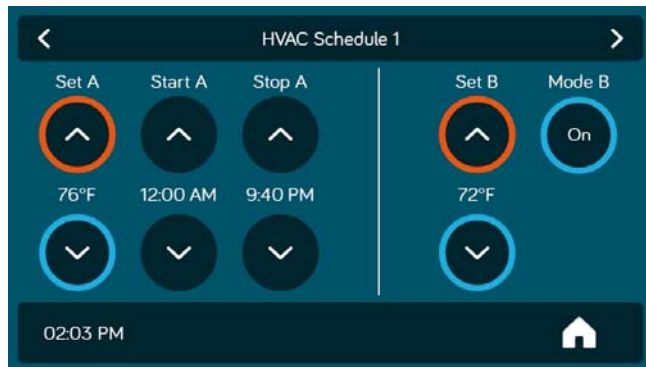 HVAC Schedule 1
Set A Start A Stop A Set B Mode B
On
76°F 12:00 AM 9:40 PM 72°F
02:03 PM